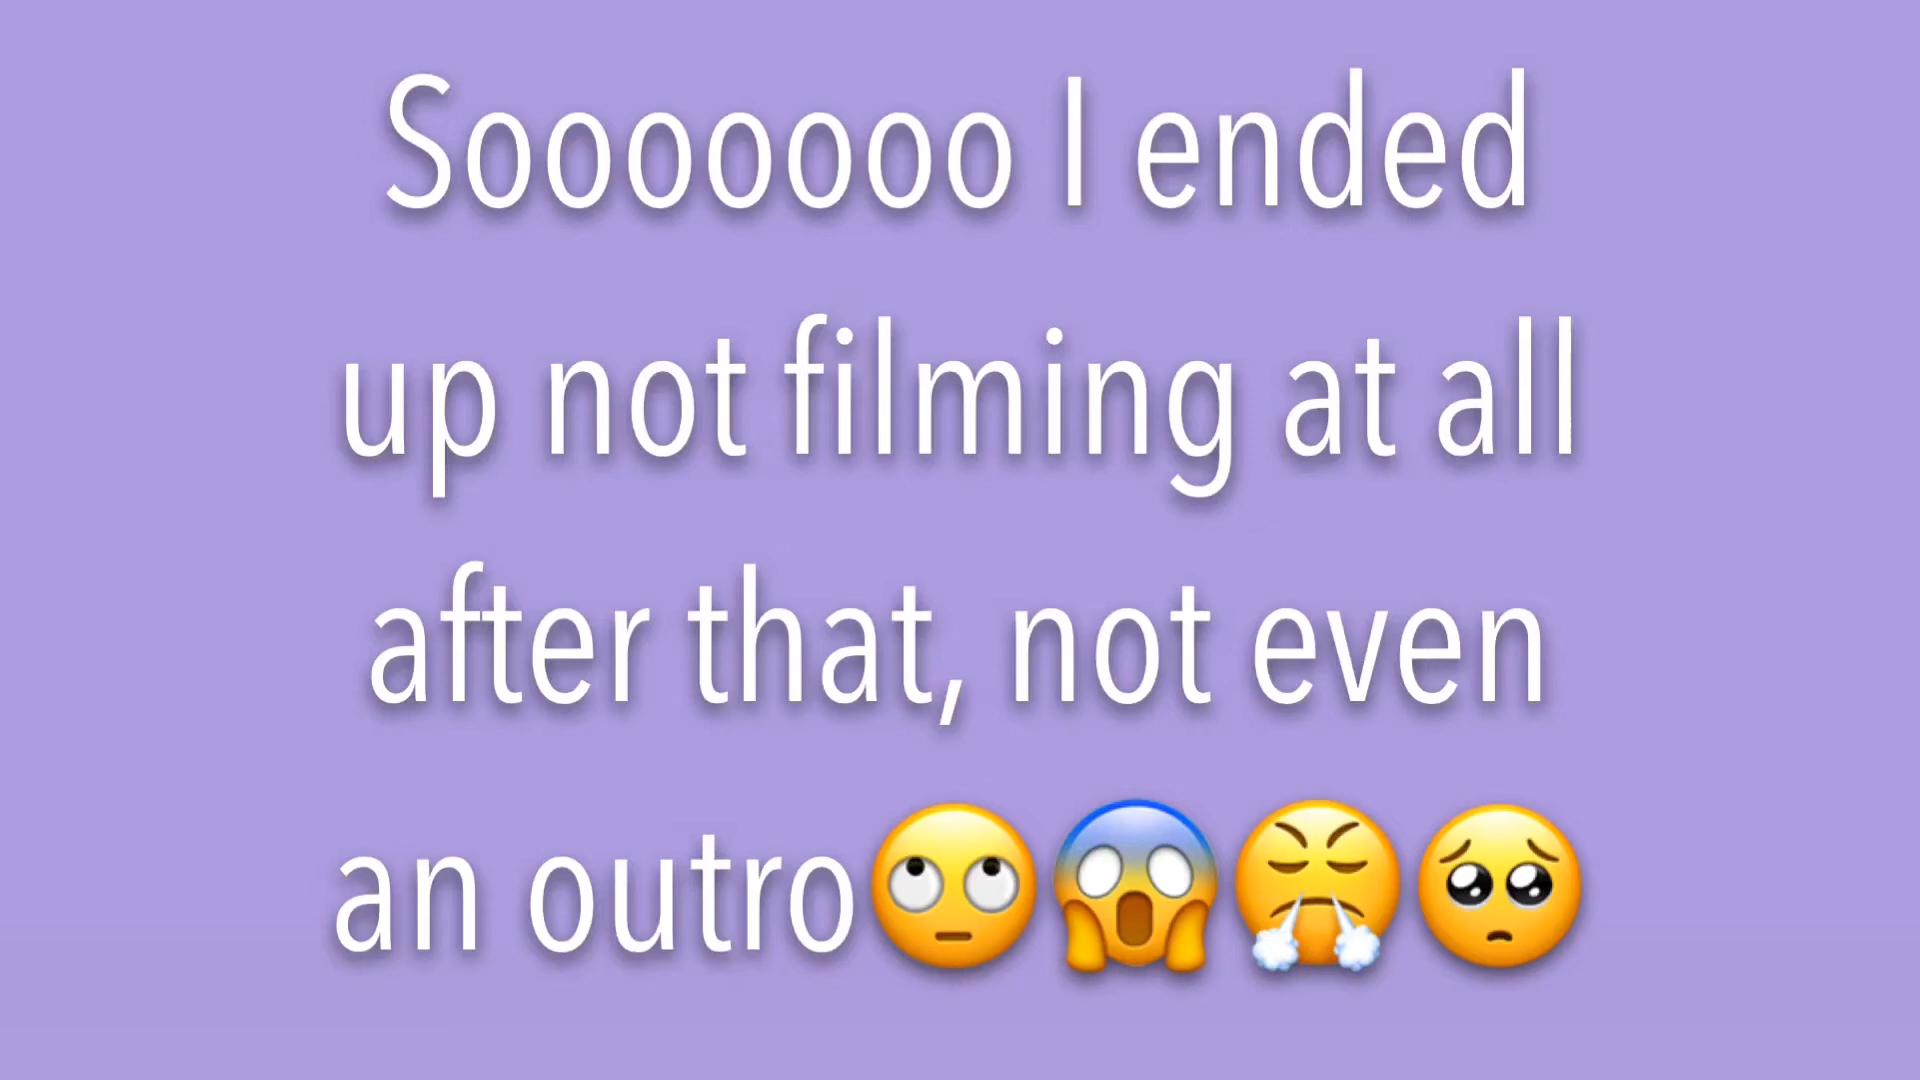 Sooooooo I ended
up not filming at all
after that, not even
an outro🙄😱😤🥺